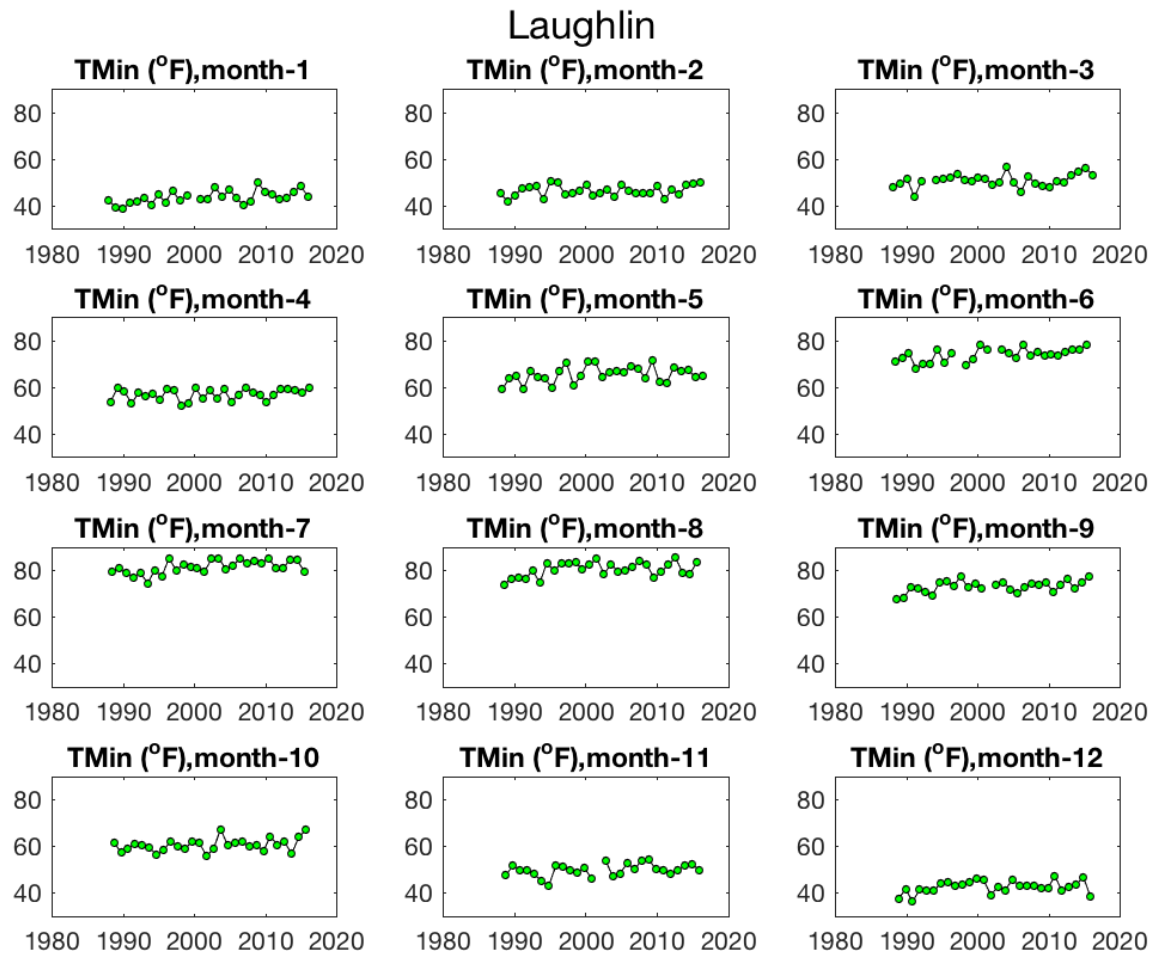 Laughlin
TMin (°F),month-1 TMin (°F),month-2 TMin (°F),month-3
80 80 80
60 60 60
40 40 40
1980 1990 2000 2010 2020 1980 1990 2000 2010 2020 1980 1990 2000 2010 2020
TMin (°F),month-4 TMin (°F),month-5 TMin (°F),month-6
80 80 80
60 60 60
40 40 40
1980 1990 2000 2010 2020 1980 1990 2000 2010 2020 1980 1990 2000 2010 2020
TMin (°F),month-7 TMin (°F),month-8 TMin (°F),month-9
80 80 80
60 60 60
40 40 40
1980 1990 2000 2010 2020 1980 1990 2000 2010 2020 1980 1990 2000 2010 2020
TMin (°F),month-10 TMin (°F),month-11 TMin (°F),month-12
80 80 80
60 60 60
40 40 40
1980 1990 2000 2010 2020 1980 1990 2000 2010 2020 1980 1990 2000 2010 2020